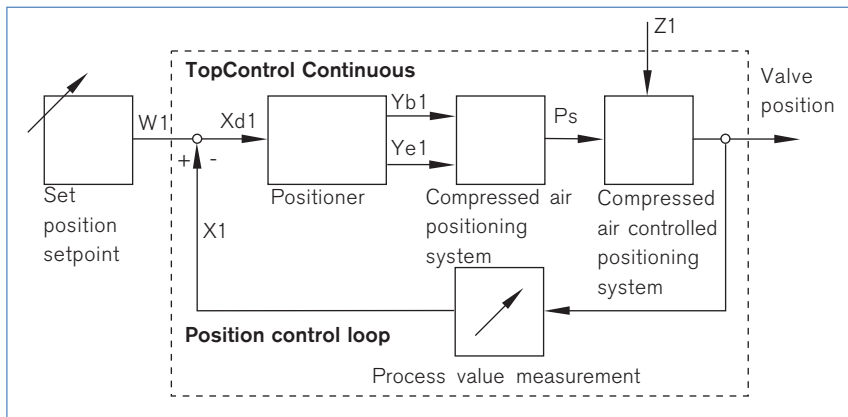 Z1
TopControl Continuous
Valve
position
W1
Xd1
Yb1
Ye1
Ps
+ -
Set
position
setpoint
Positioner
Compressed air
positioning
system
Compressed
air controlled
positioning
system
X1
Position control loop
Process value measurement